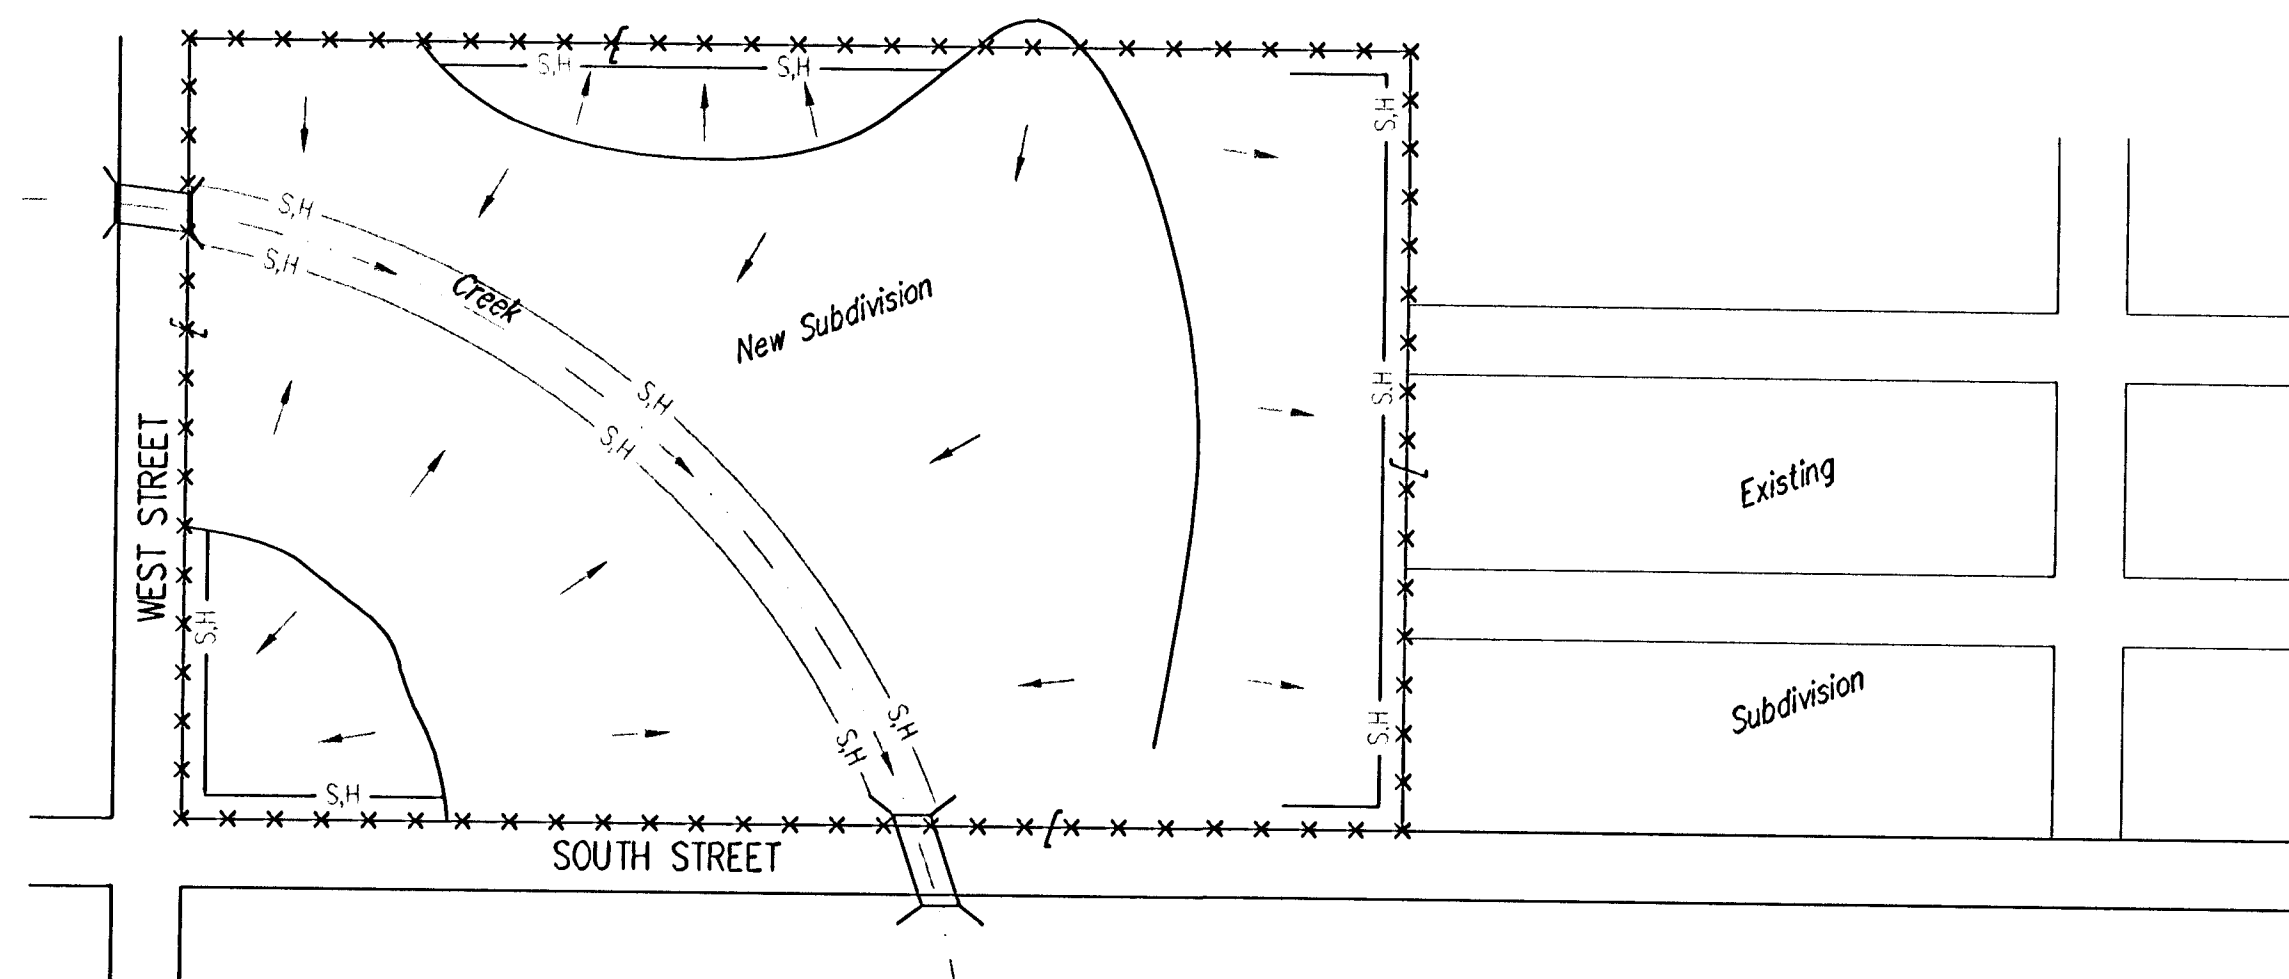 S,H
S,H
S,H
S,H
S,H
Creek
New Subdivision
S,H
S,H
S,H
WEST STREET
Existing
S,H
Subdivision
S,H
S,H
S,H
S,H
SOUTH STREET